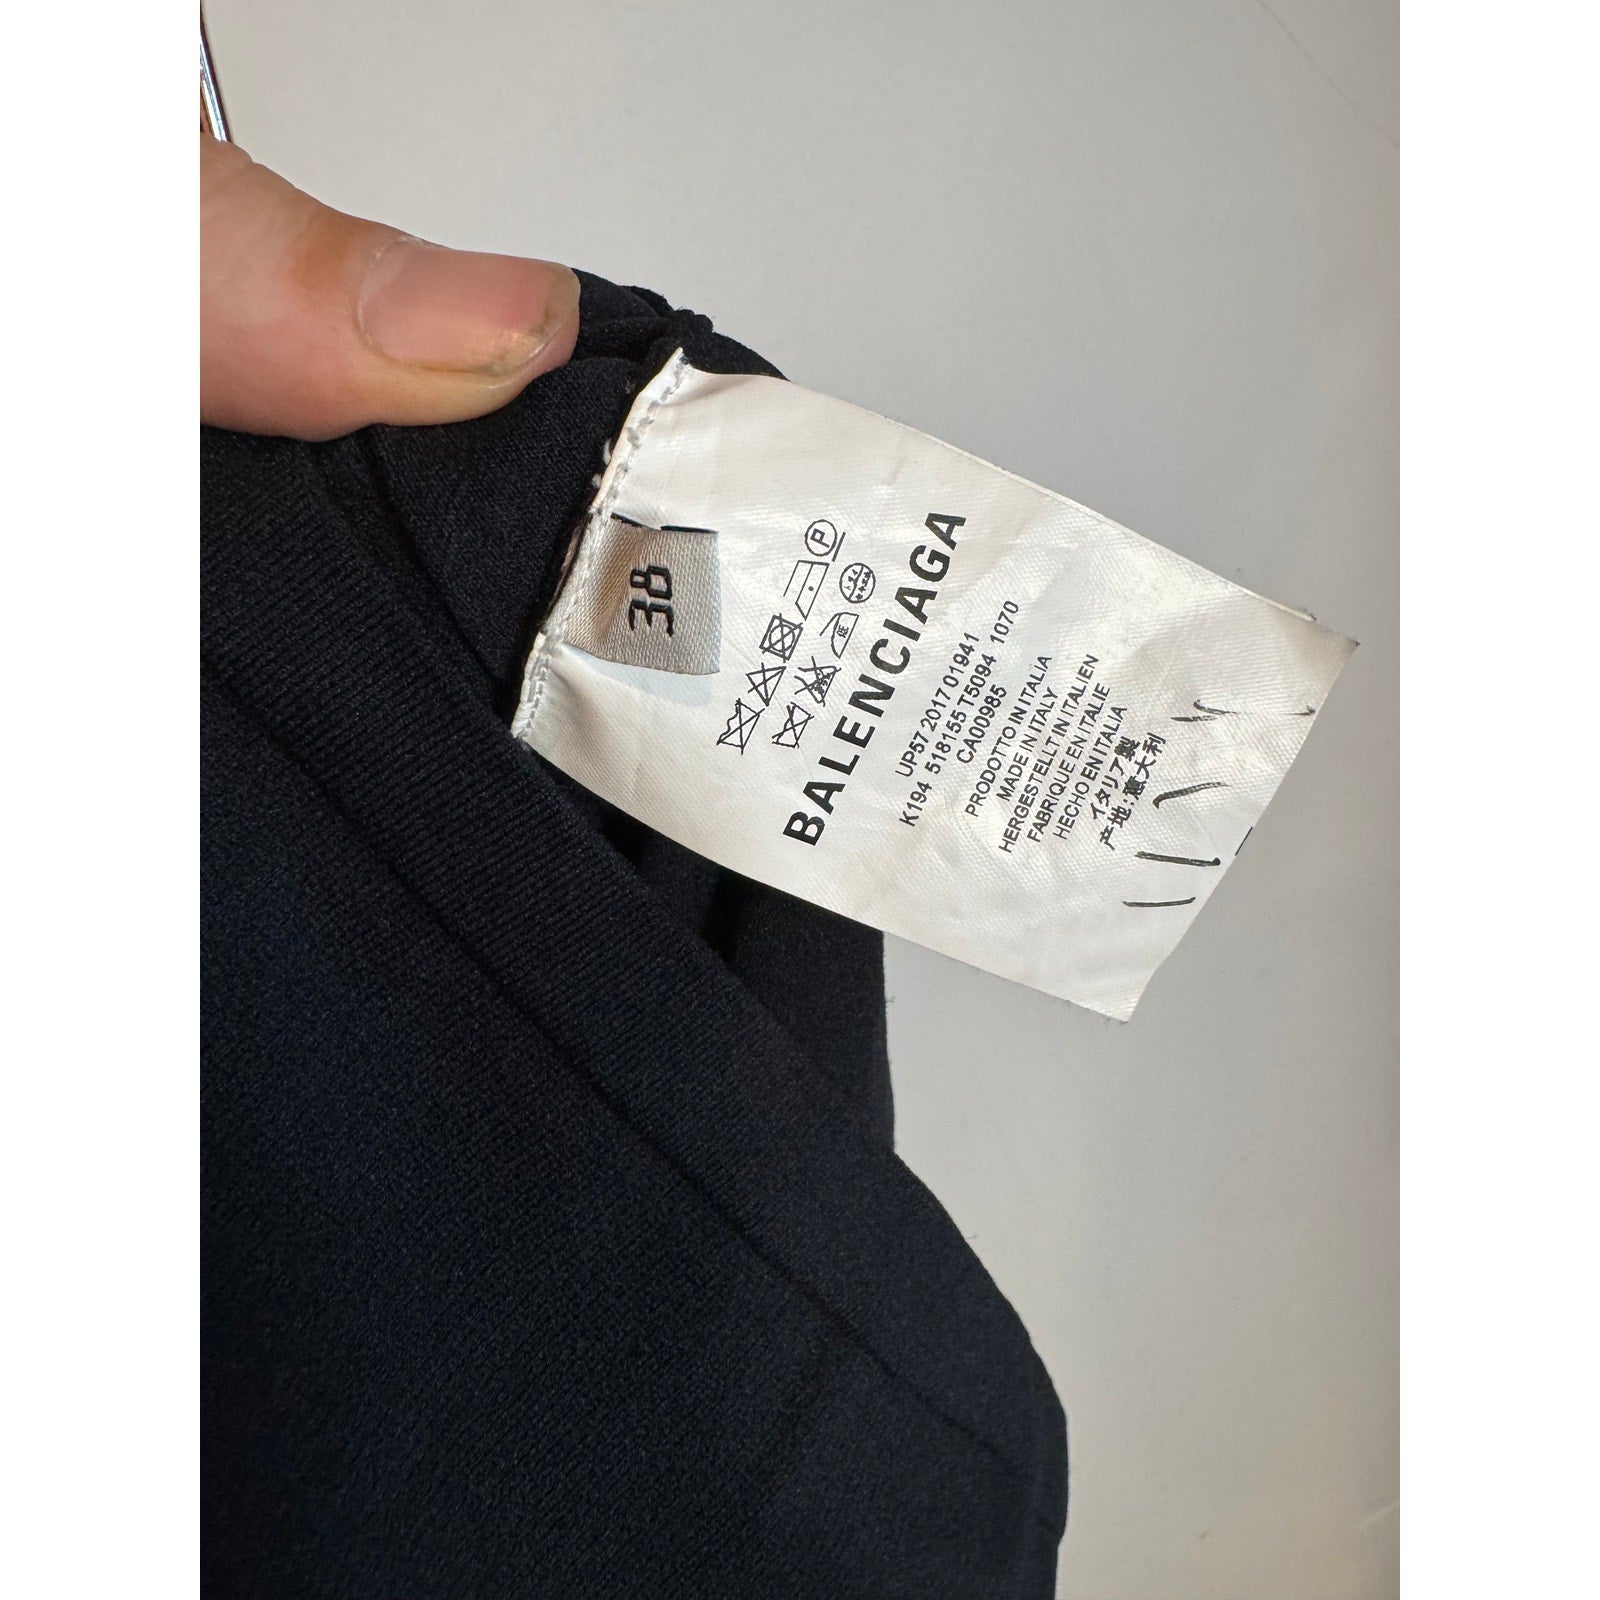 38
P
BALENCIAGA
UP57 2017 01941
K194 518155 T5094 1070
CA00985
PRODOTTO IN ITALIA
MADE IN ITALY
HERGESTELLT IN ITALIEN
FABRIQUE EN ITALIE
HECHO EN ITALIA
イタリア製
产地:意大利